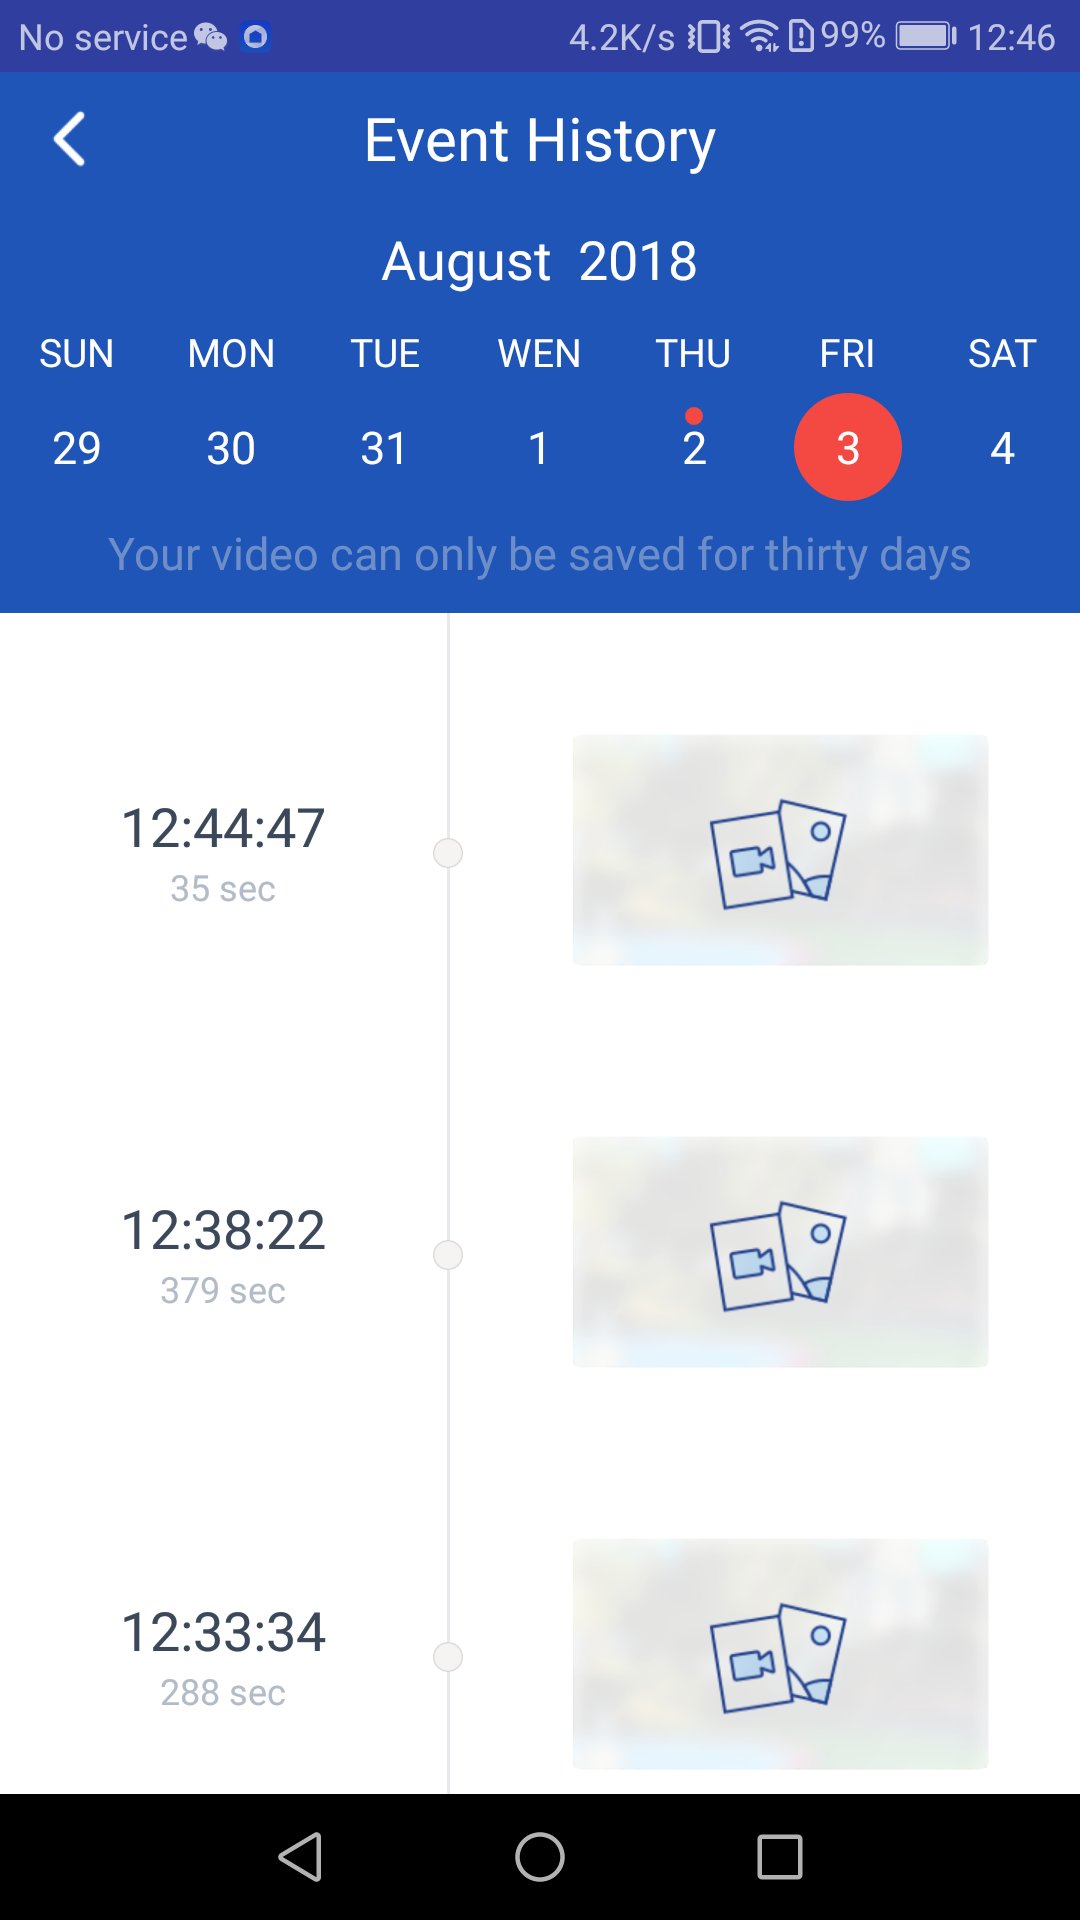 No service 4.2K/s 99% 12:46
Event History
August 2018
SUN MON TUE WEN THU FRI SAT
29 30 31 1 2 3 4
Your video can only be saved for thirty days
12:44:47
35 sec
12:38:22
379 sec
12:33:34
288 sec